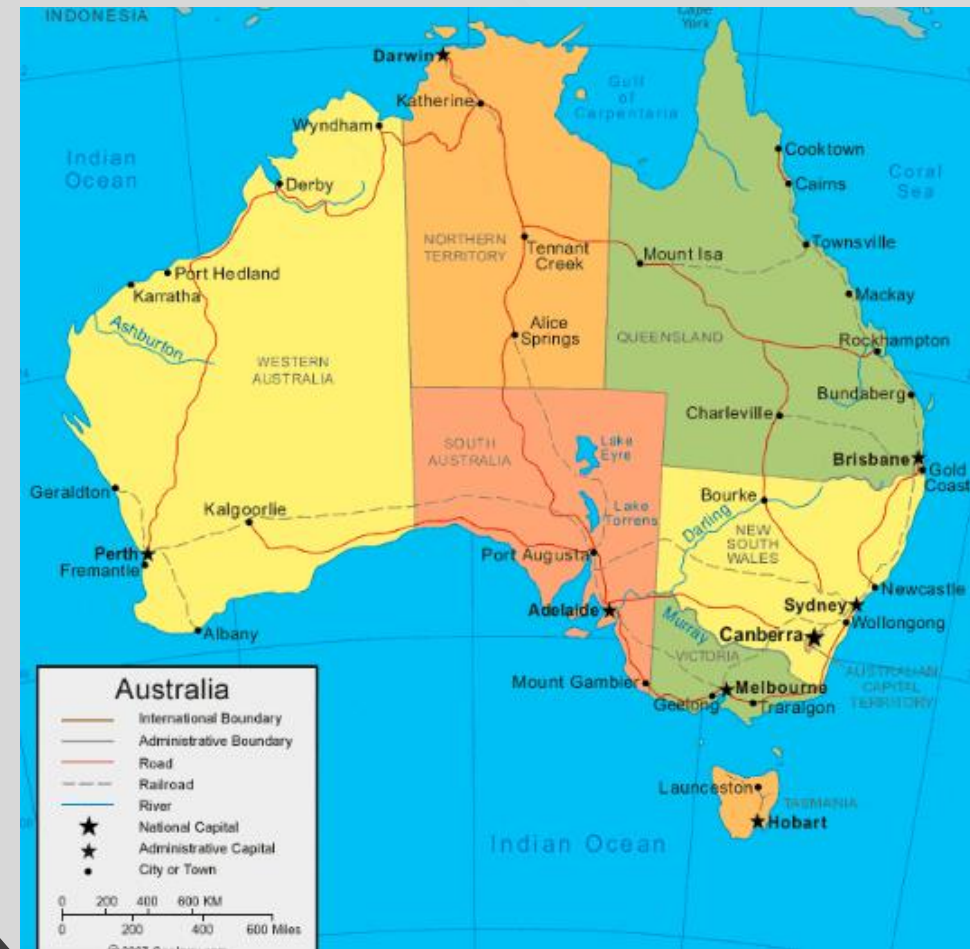 INDONESIA
Cape
York
Darwin
Gulf
of
Carpentaria
Katherine
Wyndham
Indian
Ocean
Cooktown
Coral
Sea
Derby
Cairns
NORTHERN
TERRITORY
Tennant
Creek
Townsville
Mount Isa
Port Hedland
Karratha
Mackay
Ashburton
Alice
Springs
QUEENSLAND
Rockhampton
WESTERN
AUSTRALIA
Bundaberg
Charleville
SOUTH
AUSTRALIA
Lake
Eyre
Brisbane
Gold
Coast
Geraldton
Bourke
Kalgoorlie
Lake
Torrens
Darling
NEW
SOUTH
WALES
Perth
Fremantle
Port Augusta
Newcastle
Adelaide
Sydney
Wollongong
Albany
Murray
Canberra
VICTORIA
AUSTRALIAN
CAPITAL
TERRITORY
Mount Gambier
Melbourne
Geelong
Traralgon
Launceston
TASMANIA
Hobart
Indian Ocean
Australia
International Boundary
Administrative Boundary
Road
Railroad
River
National Capital
Administrative Capital
City or Town
0 200 400 600 KM
0 200 400 600 Miles